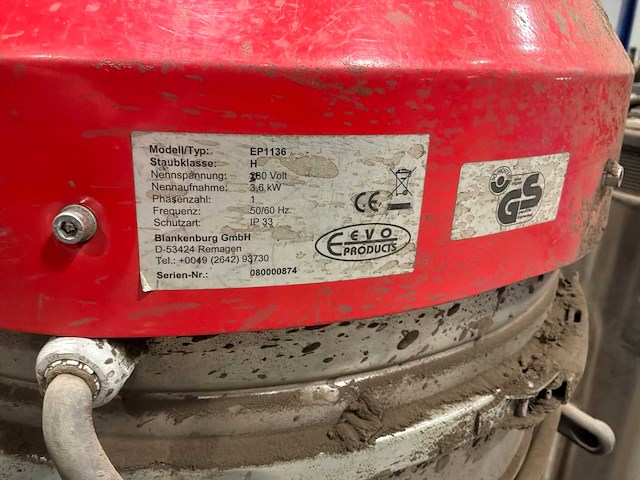 Modell/Typ: EP1136
Staubklasse: H
Nennspannung: 80 Volt
Nennaufnahme: 3,6 kW
Phasenzahl: 1
Frequenz: 50/60 Hz.
Schutzart: IP 33
CE
Blankenburg GmbH
D-53424 Remagen
Tel.: +0049 (2642) 93730
Serien-Nr.: 080000874
EVO
PRODUCTS
GS